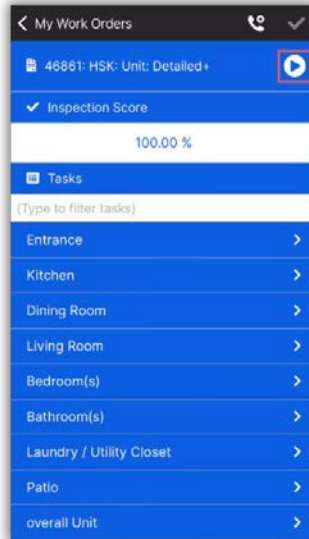 My Work Orders
46861: HSK: Unit: Detailed+
Inspection Score
100.00 %
Tasks
(Type to filter tasks)
Entrance
Kitchen
Dining Room
Living Room
Bedroom(s)
Bathroom(s)
Laundry / Utility Closet
Patio
overall Unit